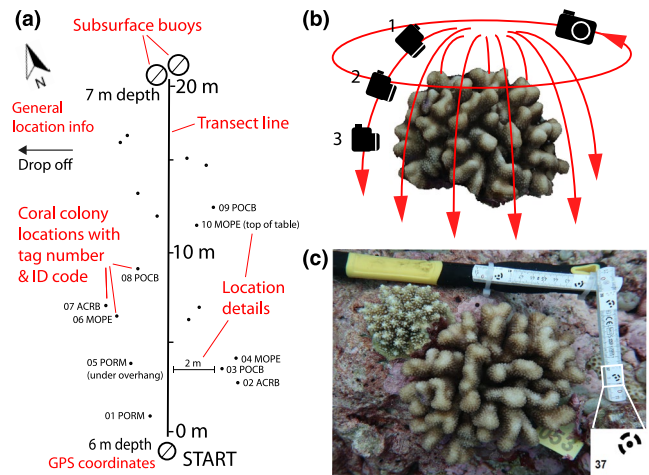 (a)
Subsurface buoys
N
7 m depth
20 m
General
location info
Transect line
Drop off
09 POCB
10 MOPE (top of table)
Coral colony
locations with
tag number
& ID code
10 m
08 POCB
Location
details
07 ACRB
06 MOPE
05 PORM
(under overhang)
2 m
04 MOPE
03 POCB
02 ACRB
01 PORM
0 m
6 m depth
GPS coordinates
START
(b)
1
2
3
(c)
37